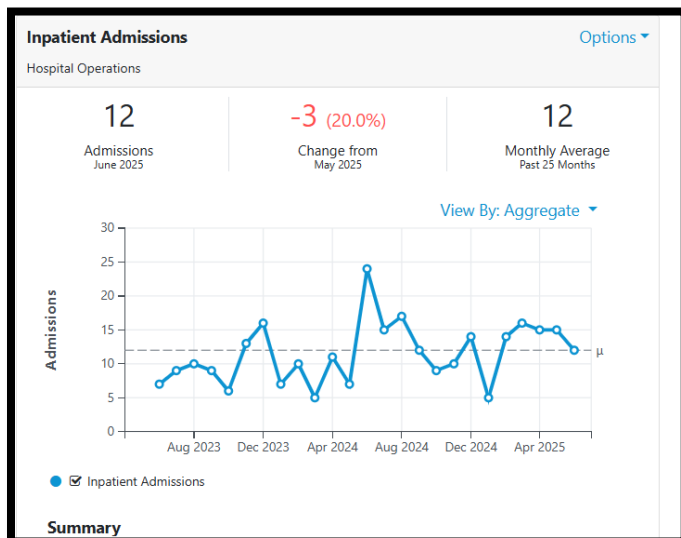 Inpatient Admissions
Options
Hospital Operations
12
Admissions
June 2025
-3 (20.0%)
Change from
May 2025
12
Monthly Average
Past 25 Months
View By: Aggregate
Admissions
30
25
20
15
10
5
0
μ
Aug 2023 Dec 2023 Apr 2024 Aug 2024 Dec 2024 Apr 2025
Inpatient Admissions
Summary